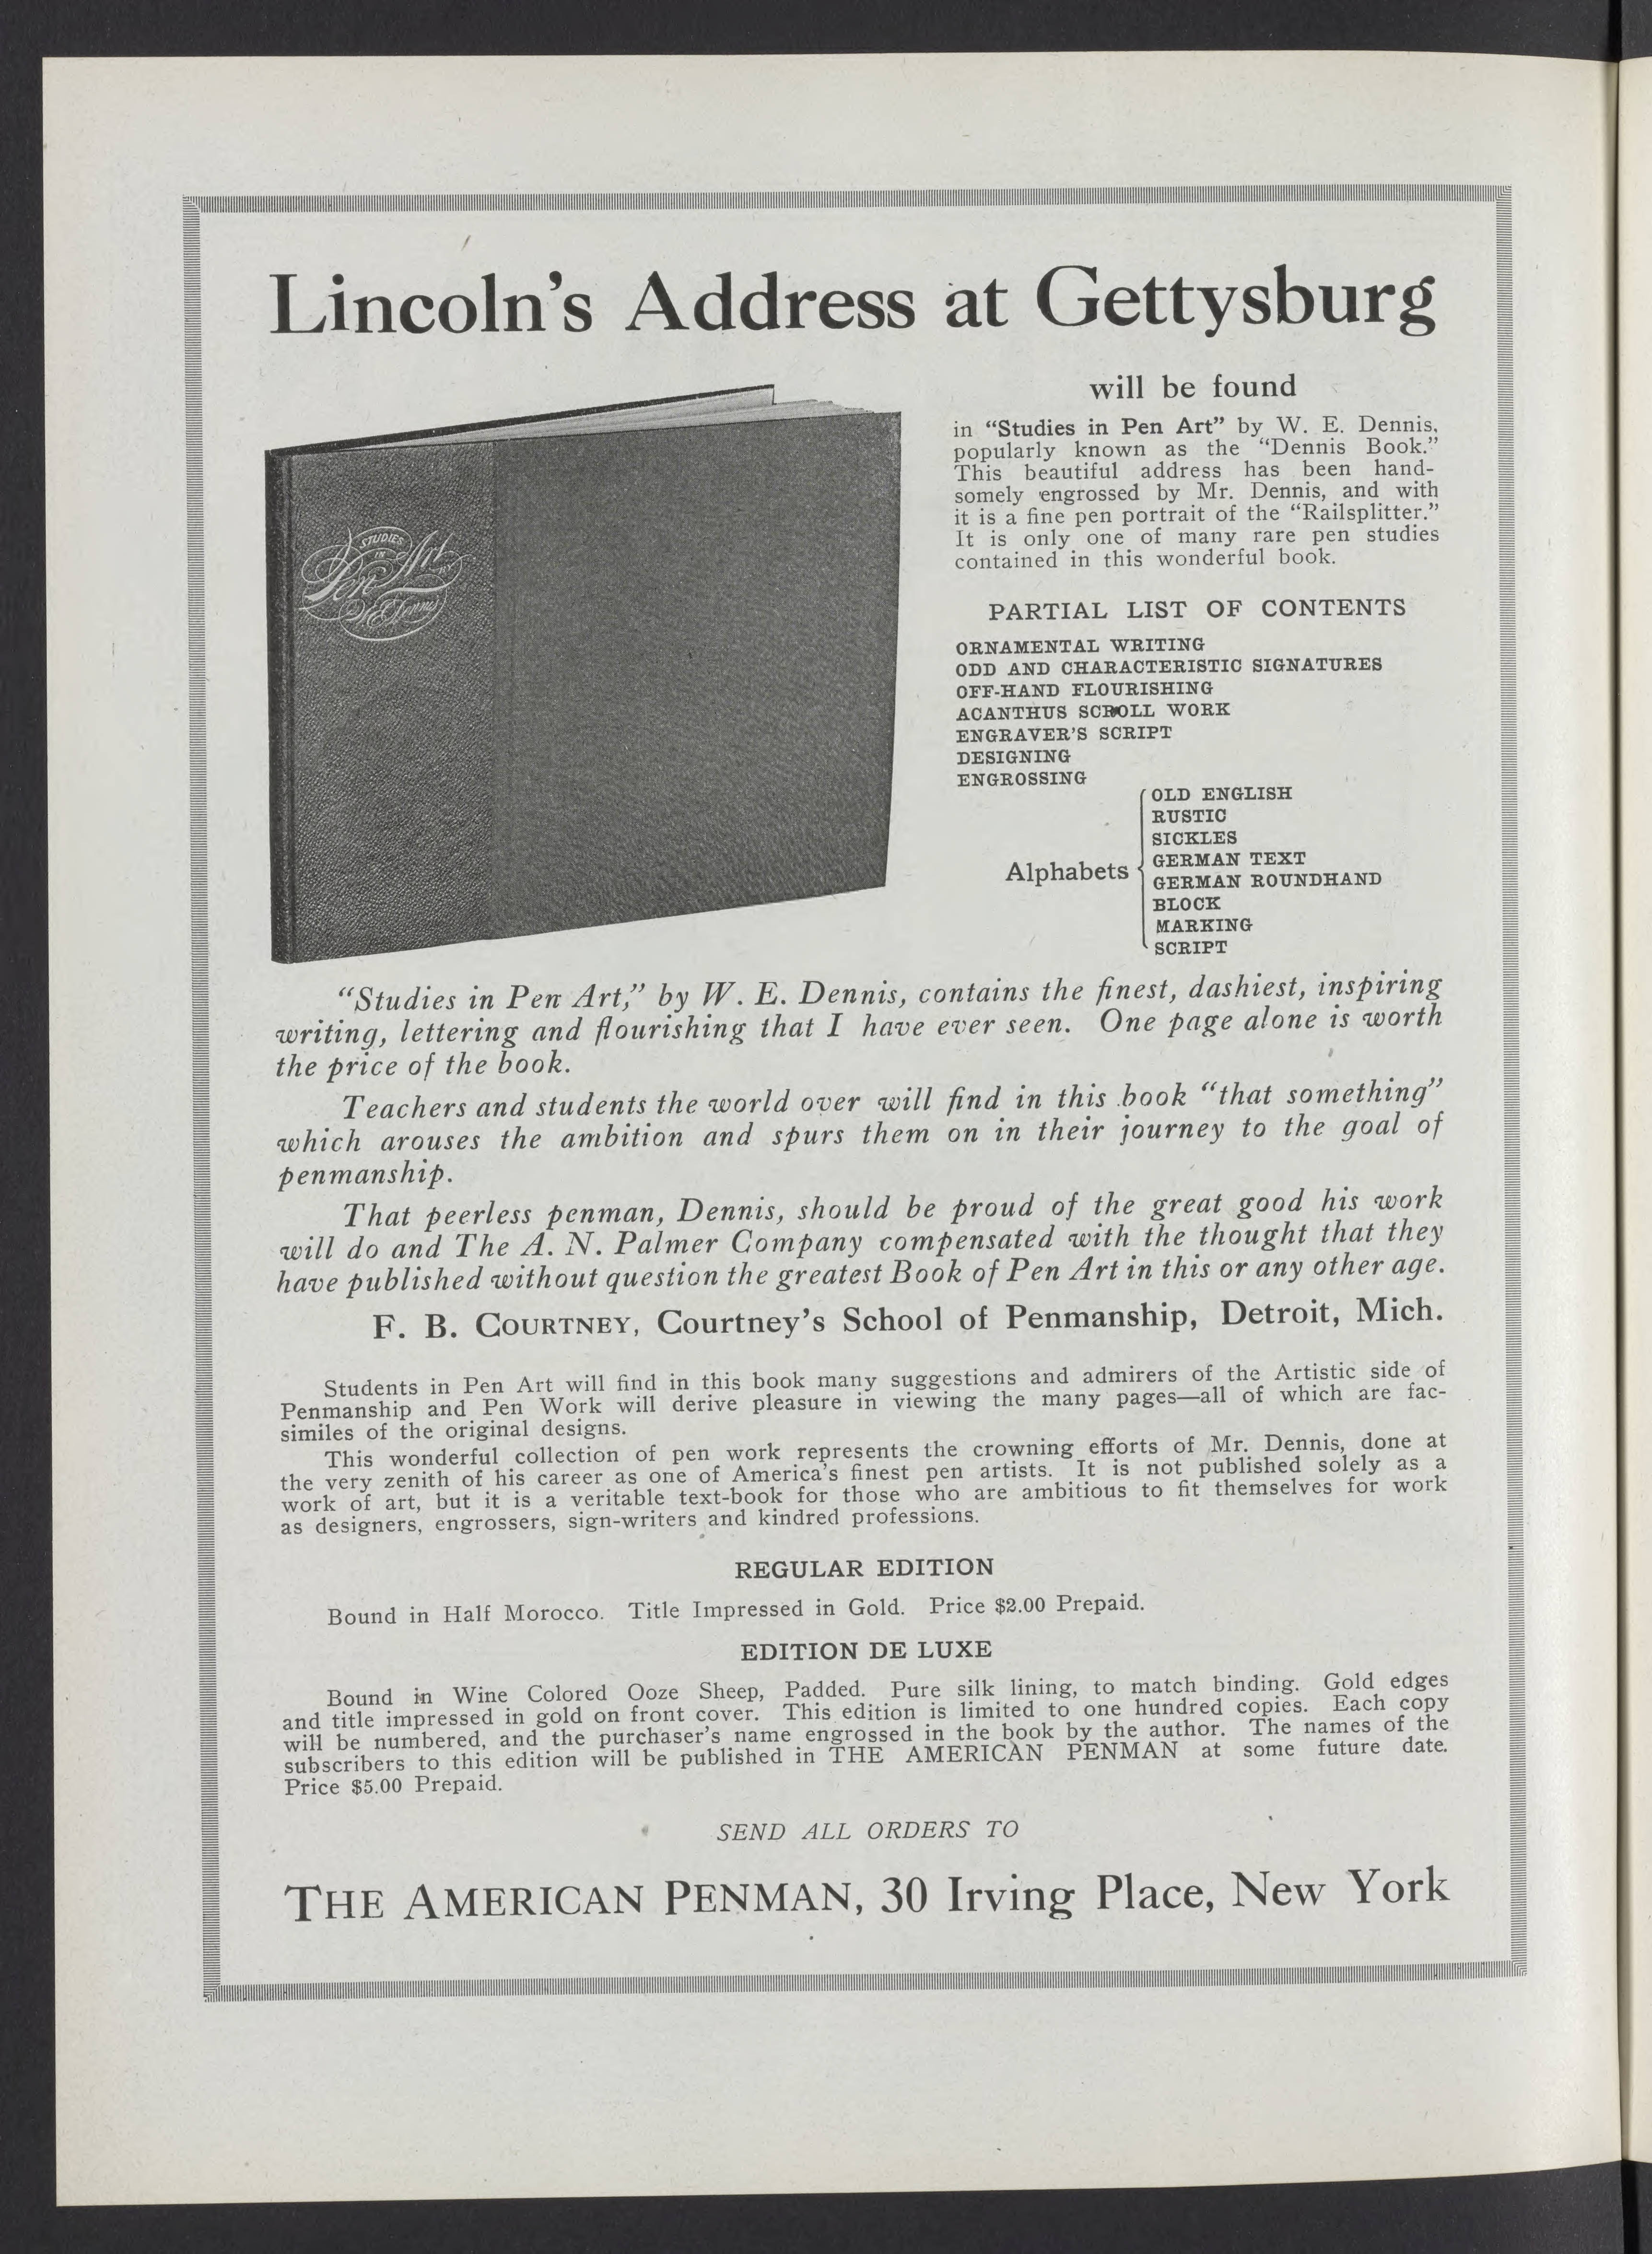 Lincoln's Address at Gettysburg
STUDIES
IN
Pen Art
W. E. Dennis
will be found
in “Studies in Pen Art” by W. E. Dennis,
popularly known as the “Dennis Book.”
This beautiful address has been hand-
somely engrossed by Mr. Dennis, and with
it is a fine pen portrait of the “Railsplitter.”
It is only one of many rare pen studies
contained in this wonderful book.
PARTIAL LIST OF CONTENTS
ORNAMENTAL WRITING
ODD AND CHARACTERISTIC SIGNATURES
OFF-HAND FLOURISHING
ACANTHUS SCROLL WORK
ENGRAVER'S SCRIPT
DESIGNING
ENGROSSING
Alphabets
OLD ENGLISH
RUSTIC
SICKLES
GERMAN TEXT
GERMAN ROUNDHAND
BLOCK
MARKING
SCRIPT
“Studies in Pen Art,” by W. E. Dennis, contains the finest, dashiest, inspiring
writing, lettering and flourishing that I have ever seen. One page alone is worth
the price of the book.
Teachers and students the world over will find in this book “that something”
which arouses the ambition and spurs them on in their journey to the goal of
penmanship.
That peerless penman, Dennis, should be proud of the great good his work
will do and The A. N. Palmer Company compensated with the thought that they
have published without question the greatest Book of Pen Art in this or any other age.
F. B. COURTNEY, Courtney's School of Penmanship, Detroit, Mich.
Students in Pen Art will find in this book many suggestions and admirers of the Artistic side of
Penmanship and Pen Work will derive pleasure in viewing the many pages—all of which are fac-
similes of the original designs.
This wonderful collection of pen work represents the crowning efforts of Mr. Dennis, done at
the very zenith of his career as one of America's finest pen artists. It is not published solely as a
work of art, but it is a veritable text-book for those who are ambitious to fit themselves for work
as designers, engrossers, sign-writers and kindred professions.
REGULAR EDITION
Bound in Half Morocco. Title Impressed in Gold. Price $2.00 Prepaid.
EDITION DE LUXE
Bound in Wine Colored Ooze Sheep, Padded. Pure silk lining, to match binding. Gold edges
and title impressed in gold on front cover. This edition is limited to one hundred copies. Each copy
will be numbered, and the purchaser's name engrossed in the book by the author. The names of the
subscribers to this edition will be published in THE AMERICAN PENMAN at some future date.
Price $5.00 Prepaid.
SEND ALL ORDERS TO
THE AMERICAN PENMAN, 30 Irving Place, New York